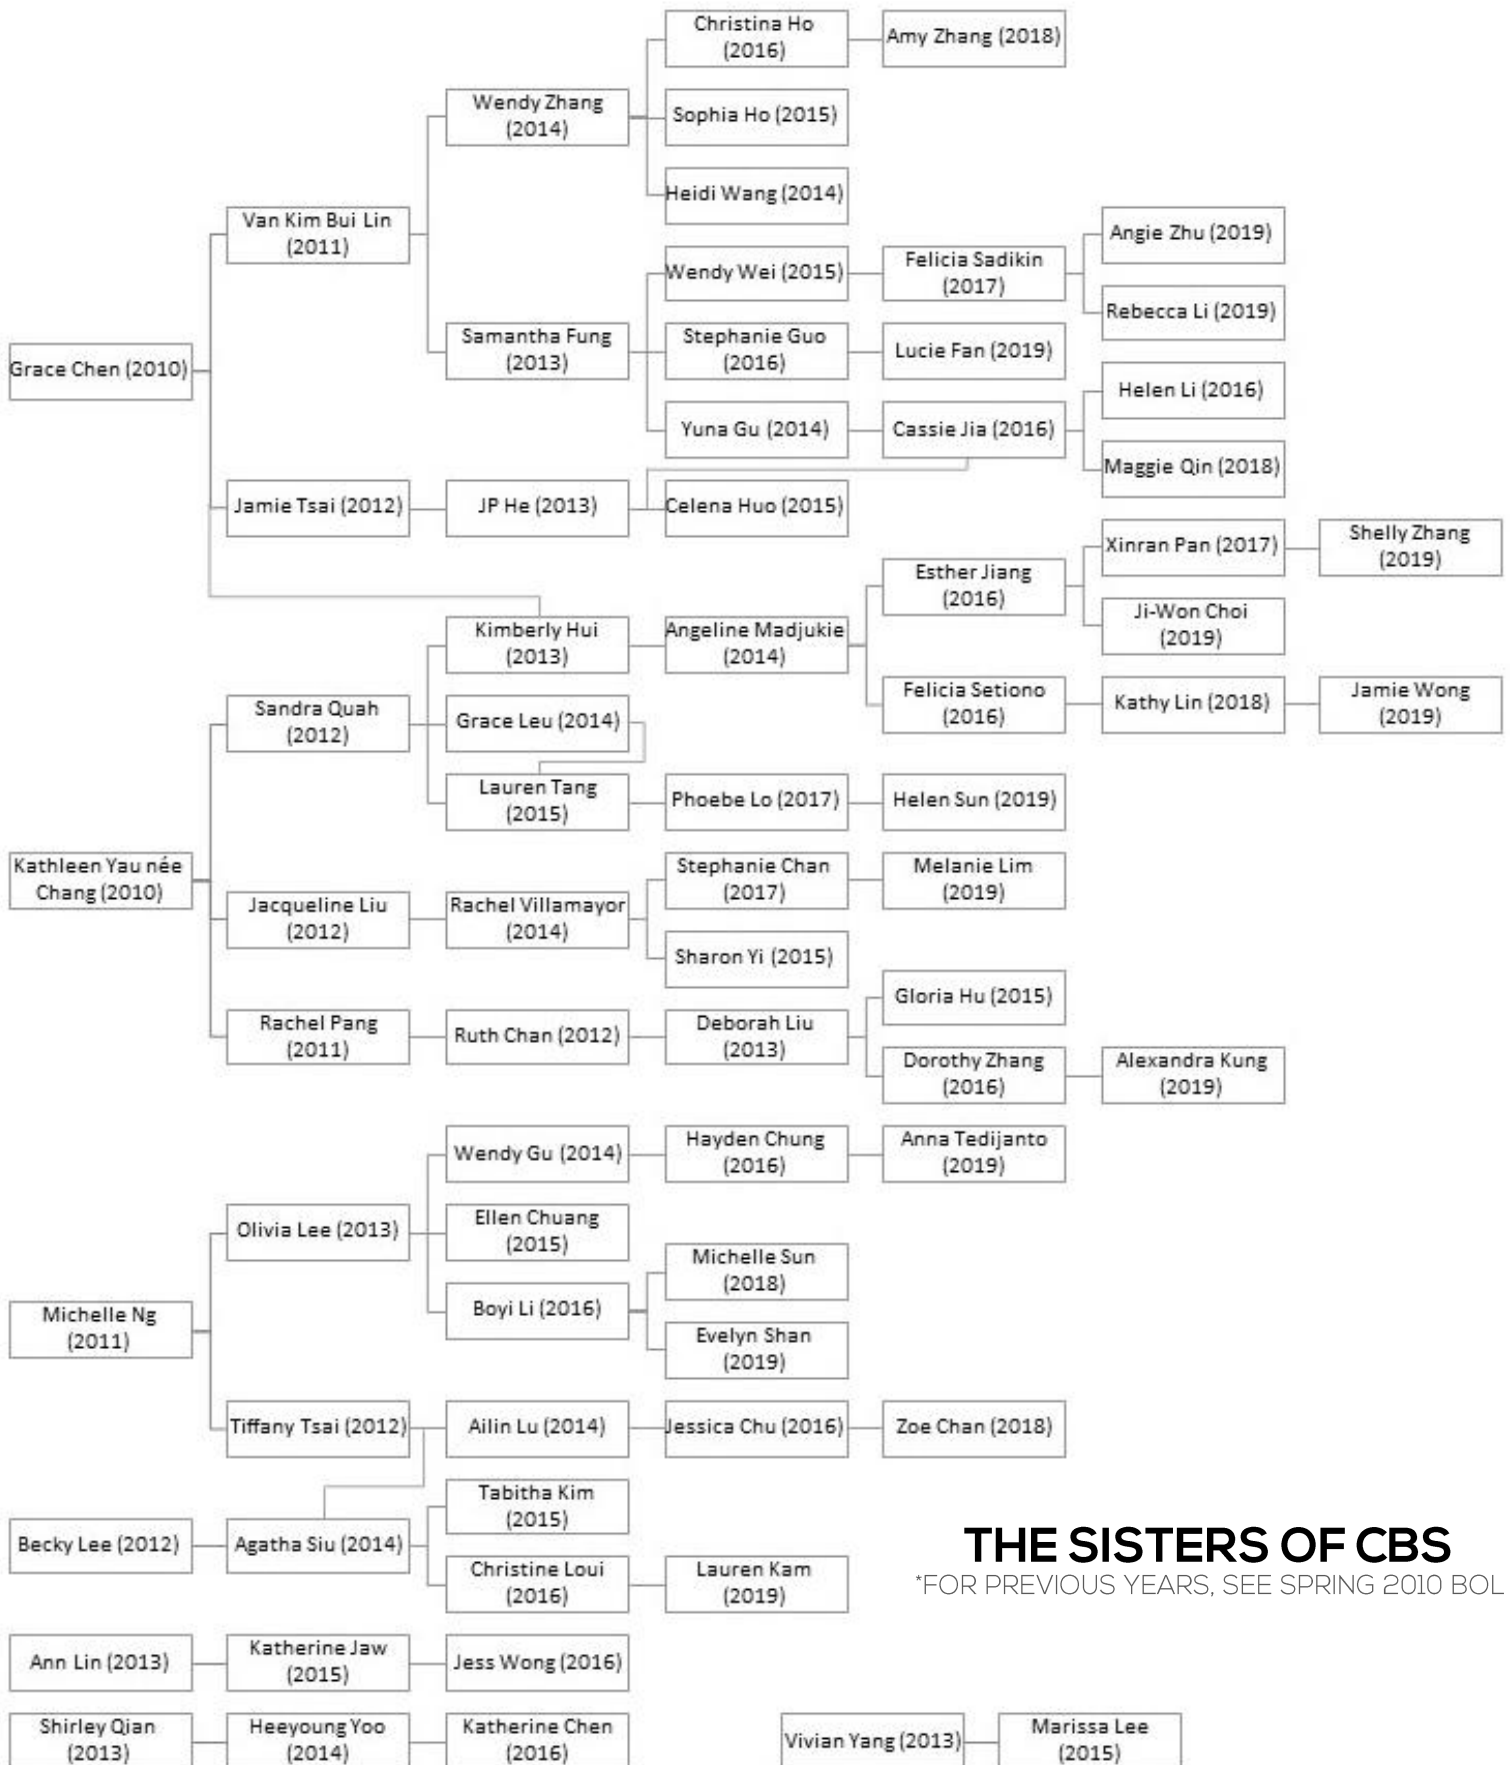 Christina Ho
(2016)
Amy Zhang (2018)
Wendy Zhang
(2014)
Sophia Ho (2015)
Heidi Wang (2014)
Van Kim Bui Lin
(2011)
Angie Zhu (2019)
Wendy Wei (2015)
Felicia Sadikin
(2017)
Rebecca Li (2019)
Samantha Fung
(2013)
Stephanie Guo
(2016)
Lucie Fan (2019)
Grace Chen (2010)
Helen Li (2016)
Yuna Gu (2014)
Cassie Jia (2016)
Maggie Qin (2018)
Jamie Tsai (2012)
JP He (2013)
Celena Huo (2015)
Xinran Pan (2017)
Shelly Zhang
(2019)
Esther Jiang
(2016)
Ji-Won Choi
(2019)
Kimberly Hui
(2013)
Angeline Madjukie
(2014)
Felicia Setiono
(2016)
Kathy Lin (2018)
Jamie Wong
(2019)
Sandra Quah
(2012)
Grace Leu (2014)
Lauren Tang
(2015)
Phoebe Lo (2017)
Helen Sun (2019)
Kathleen Yau née
Chang (2010)
Stephanie Chan
(2017)
Melanie Lim
(2019)
Jacqueline Liu
(2012)
Rachel Villamayor
(2014)
Sharon Yi (2015)
Gloria Hu (2015)
Rachel Pang
(2011)
Ruth Chan (2012)
Deborah Liu
(2013)
Dorothy Zhang
(2016)
Alexandra Kung
(2019)
Wendy Gu (2014)
Hayden Chung
(2016)
Anna Tedijanto
(2019)
Olivia Lee (2013)
Ellen Chuang
(2015)
Michelle Sun
(2018)
Boyi Li (2016)
Evelyn Shan
(2019)
Michelle Ng
(2011)
Tiffany Tsai (2012)
Ailin Lu (2014)
Jessica Chu (2016)
Zoe Chan (2018)
Tabitha Kim
(2015)
Becky Lee (2012)
Agatha Siu (2014)
Christine Loui
(2016)
Lauren Kam
(2019)
THE SISTERS OF CBS
*FOR PREVIOUS YEARS, SEE SPRING 2010 BOL
Ann Lin (2013)
Katherine Jaw
(2015)
Jess Wong (2016)
Shirley Qian
(2013)
Heeyoung Yoo
(2014)
Katherine Chen
(2016)
Vivian Yang (2013)
Marissa Lee
(2015)